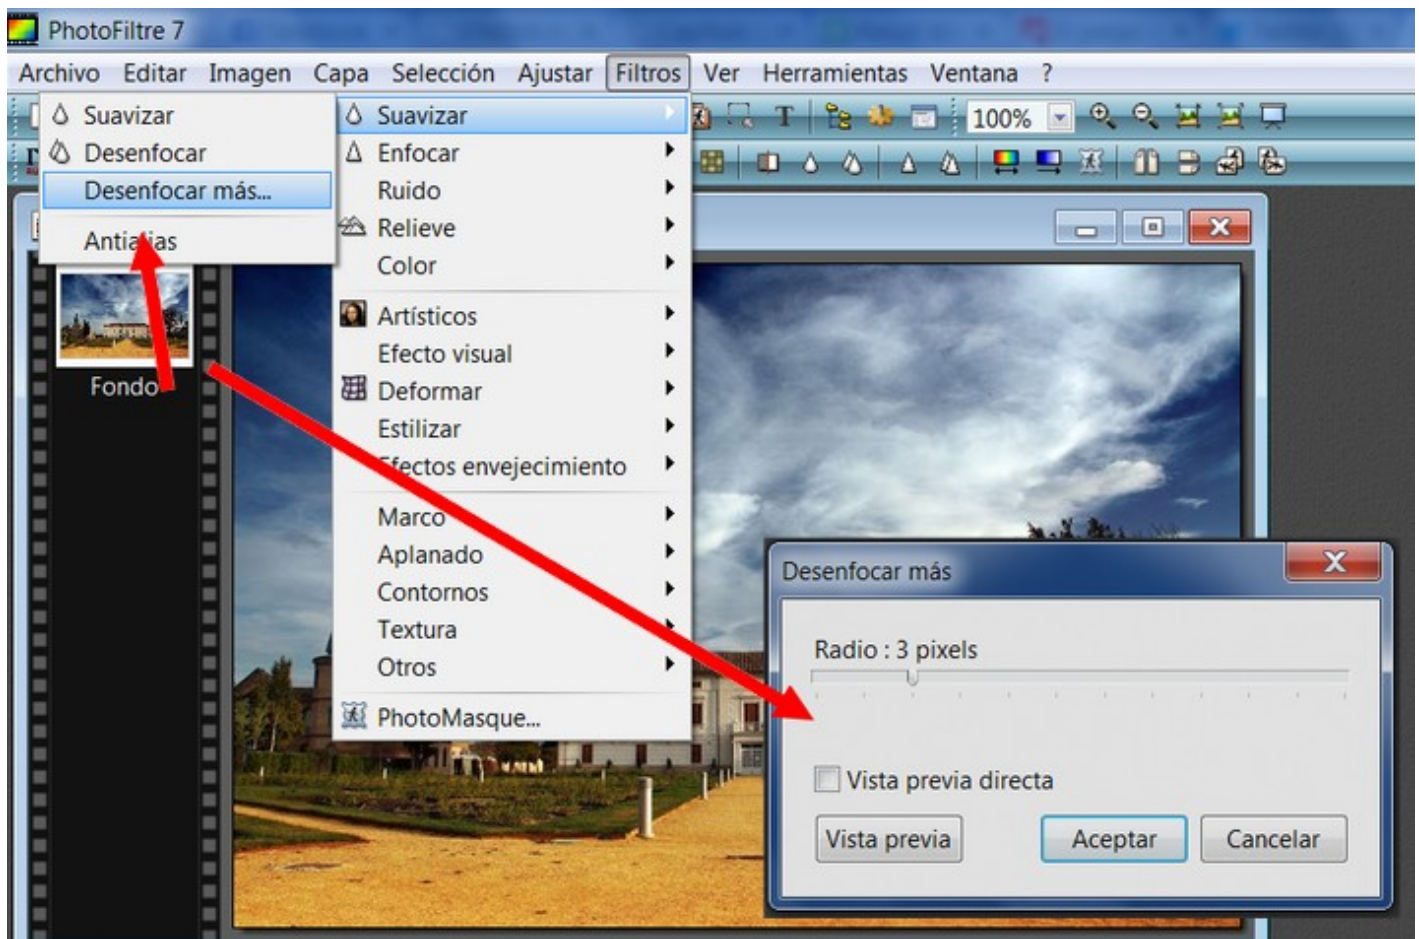 PhotoFiltre 7
Archivo Editar Imagen Capa Selección Ajustar Filtros Ver Herramientas Ventana ?
Suavizar
Desenfocar
Desenfocar más...
Antialias
Suavizar
Enfocar
Ruido
Relieve
Color
Artísticos
Efecto visual
Deformar
Estilizar
Efectos envejecimiento
Marco
Aplanado
Contornos
Textura
Otros
PhotoMasque...
T
100%
Fondo
Desenfocar más
Radio : 3 pixels
Vista previa directa
Vista previa
Aceptar
Cancelar